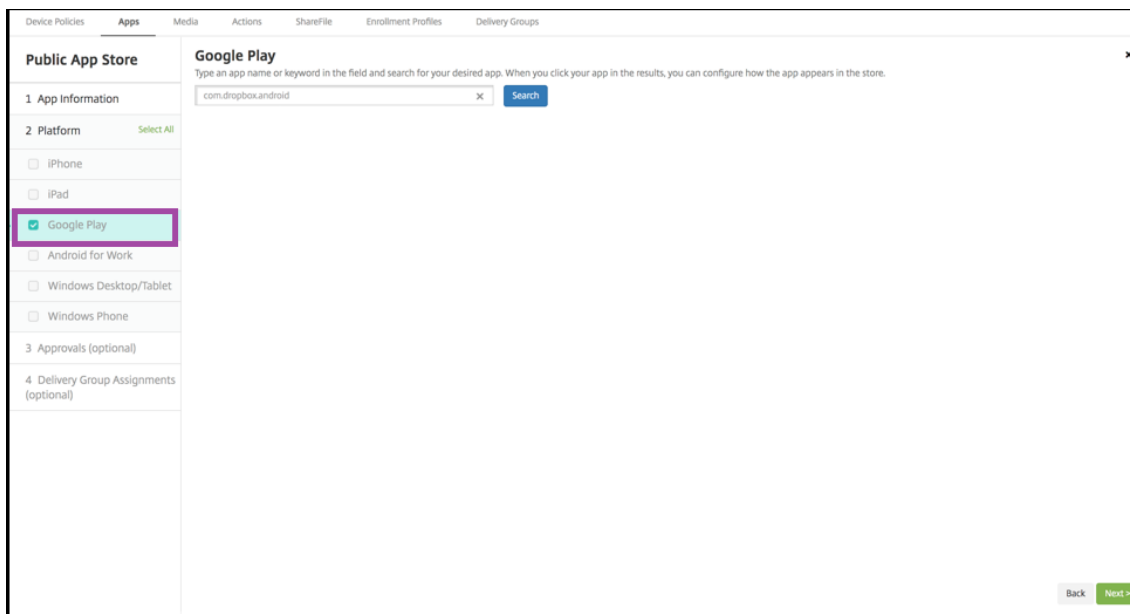 Device Policies Apps Media Actions ShareFile Enrollment Profiles Delivery Groups
Public App Store
1 App Information
2 Platform Select All
iPhone
iPad
Google Play
Android for Work
Windows Desktop/Tablet
Windows Phone
3 Approvals (optional)
4 Delivery Group Assignments
(optional)
Google Play
Type an app name or keyword in the field and search for your desired app. When you click your app in the results, you can configure how the app appears in the store.
com.dropbox.android Search
Back Next >